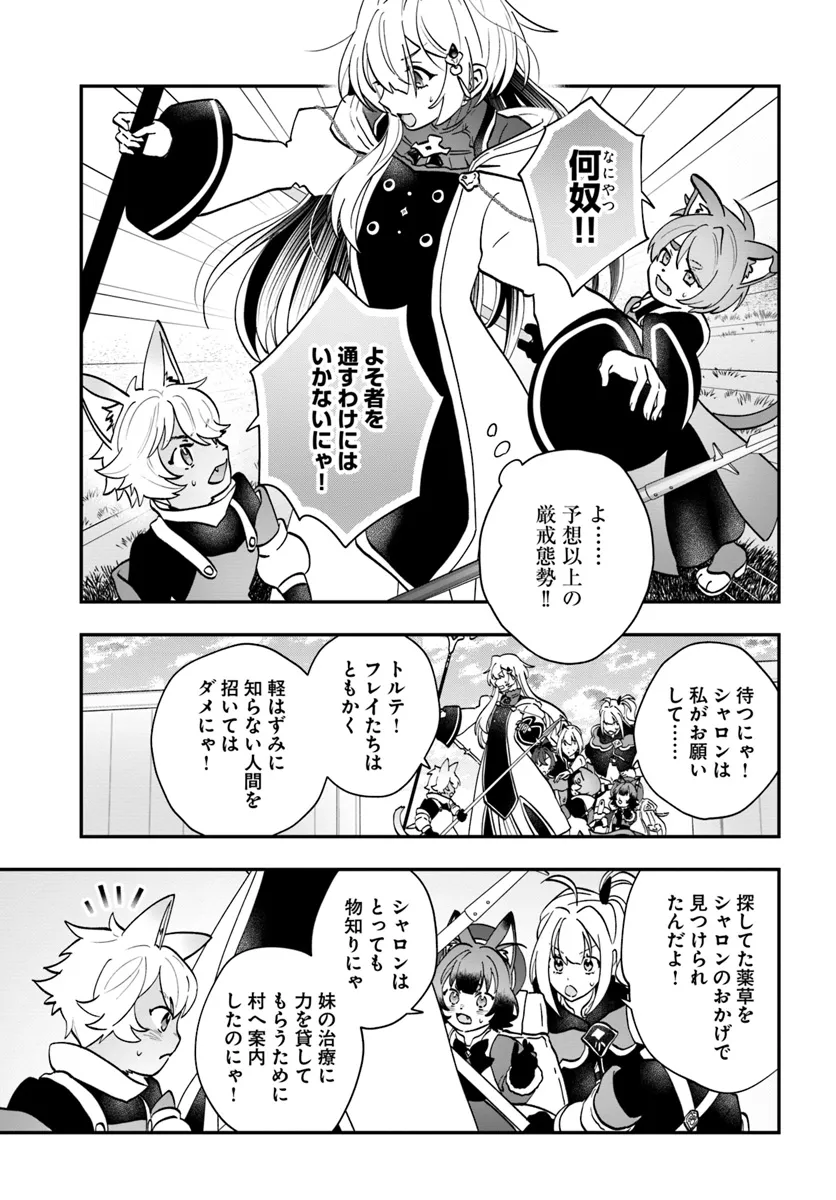 何奴!!
なにやつ
よそ者を
通すわけには
いかないにゃ!
よ……
予想以上の
厳戒態勢!!
待つにゃ!
シャロンは
私がお願い
して……
トルテ!
フレイたちは
ともかく
軽はずみに
知らない人間を
招いては
ダメにゃ!
探してた薬草を
シャロンのおかげで
見つけられ
たんだよ!
シャロンは
とっても
物知りにゃ
妹の治療に
力を貸して
もらうために
村へ案内
したのにゃ!